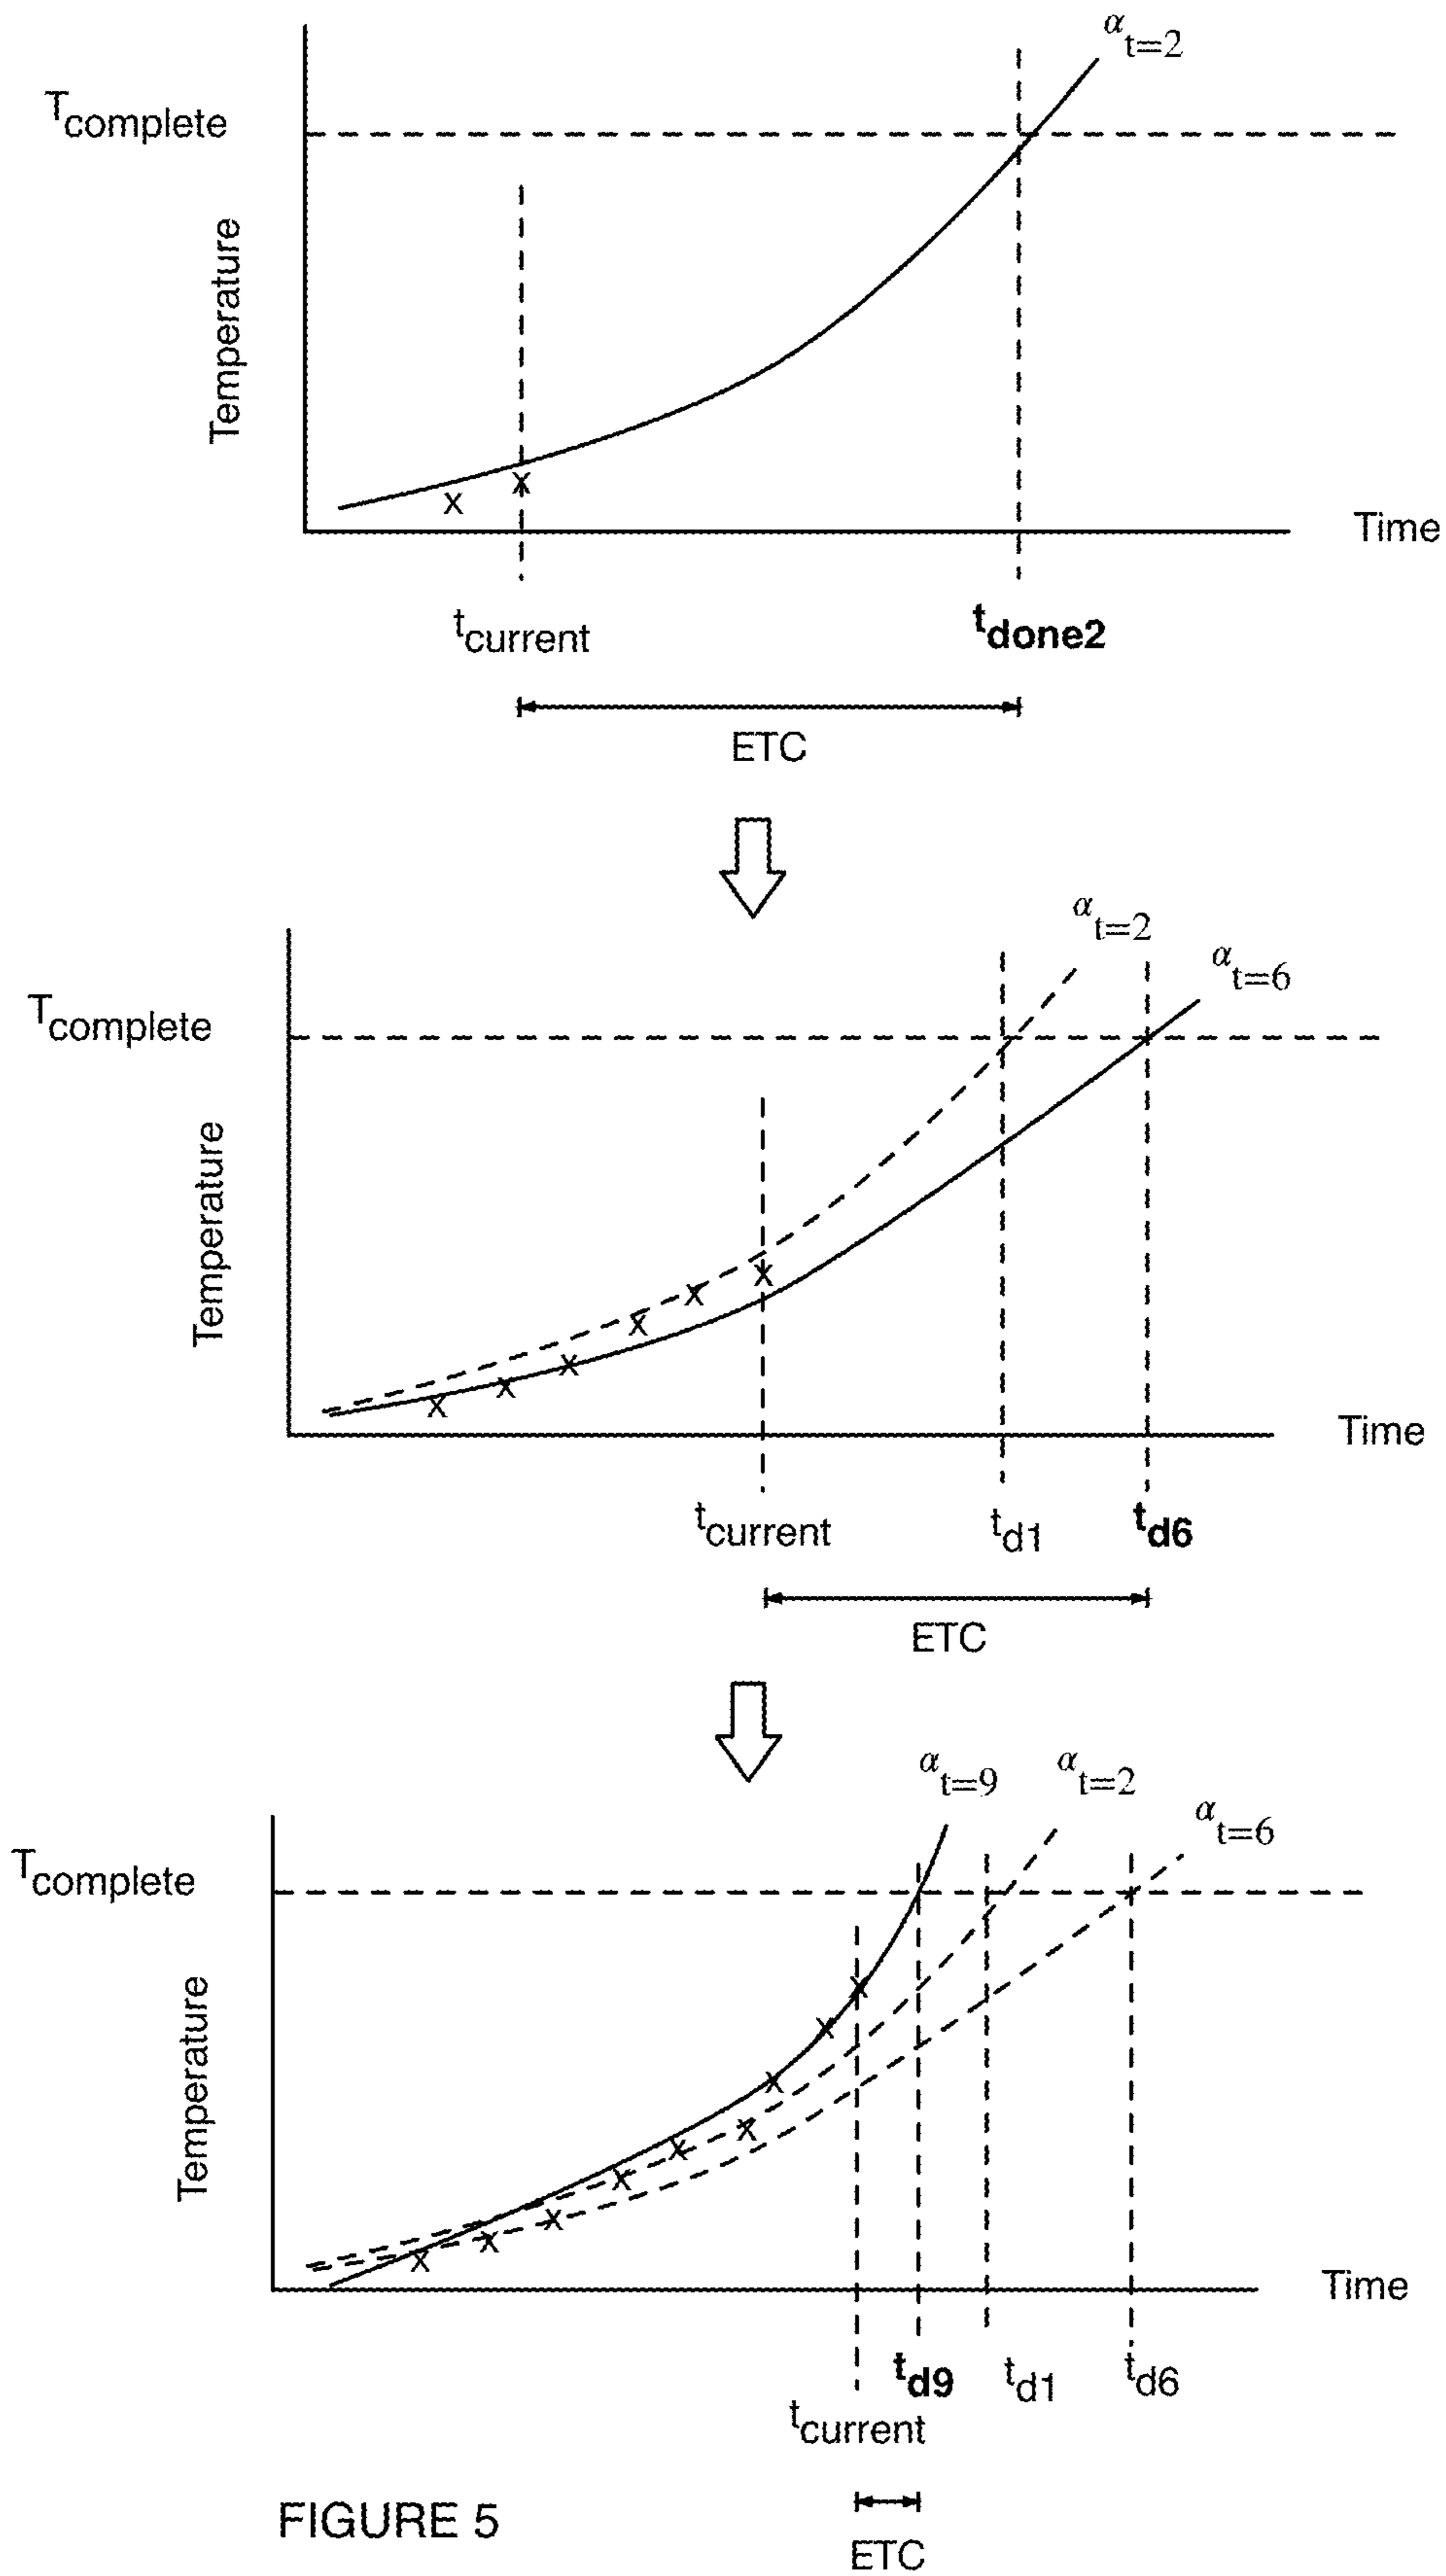 α t=2
T complete
Temperature
x x
Time
t current
t done2
ETC
α t=2
α t=6
T complete
Temperature
x x x x x x
Time
t current
t d1
t d6
ETC
α t=9
α t=2
α t=6
T complete
Temperature
x x x x x x x x x
Time
t d9
t d1
t d6
t current
FIGURE 5
ETC